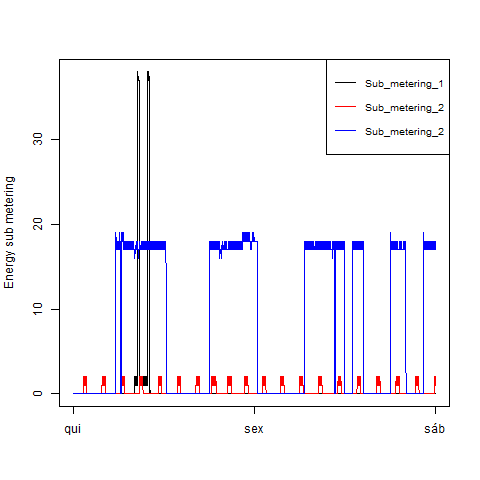 Sub_metering_1
Sub_metering_2
Sub_metering_2
Energy sub metering
30
20
10
0
qui sex sáb